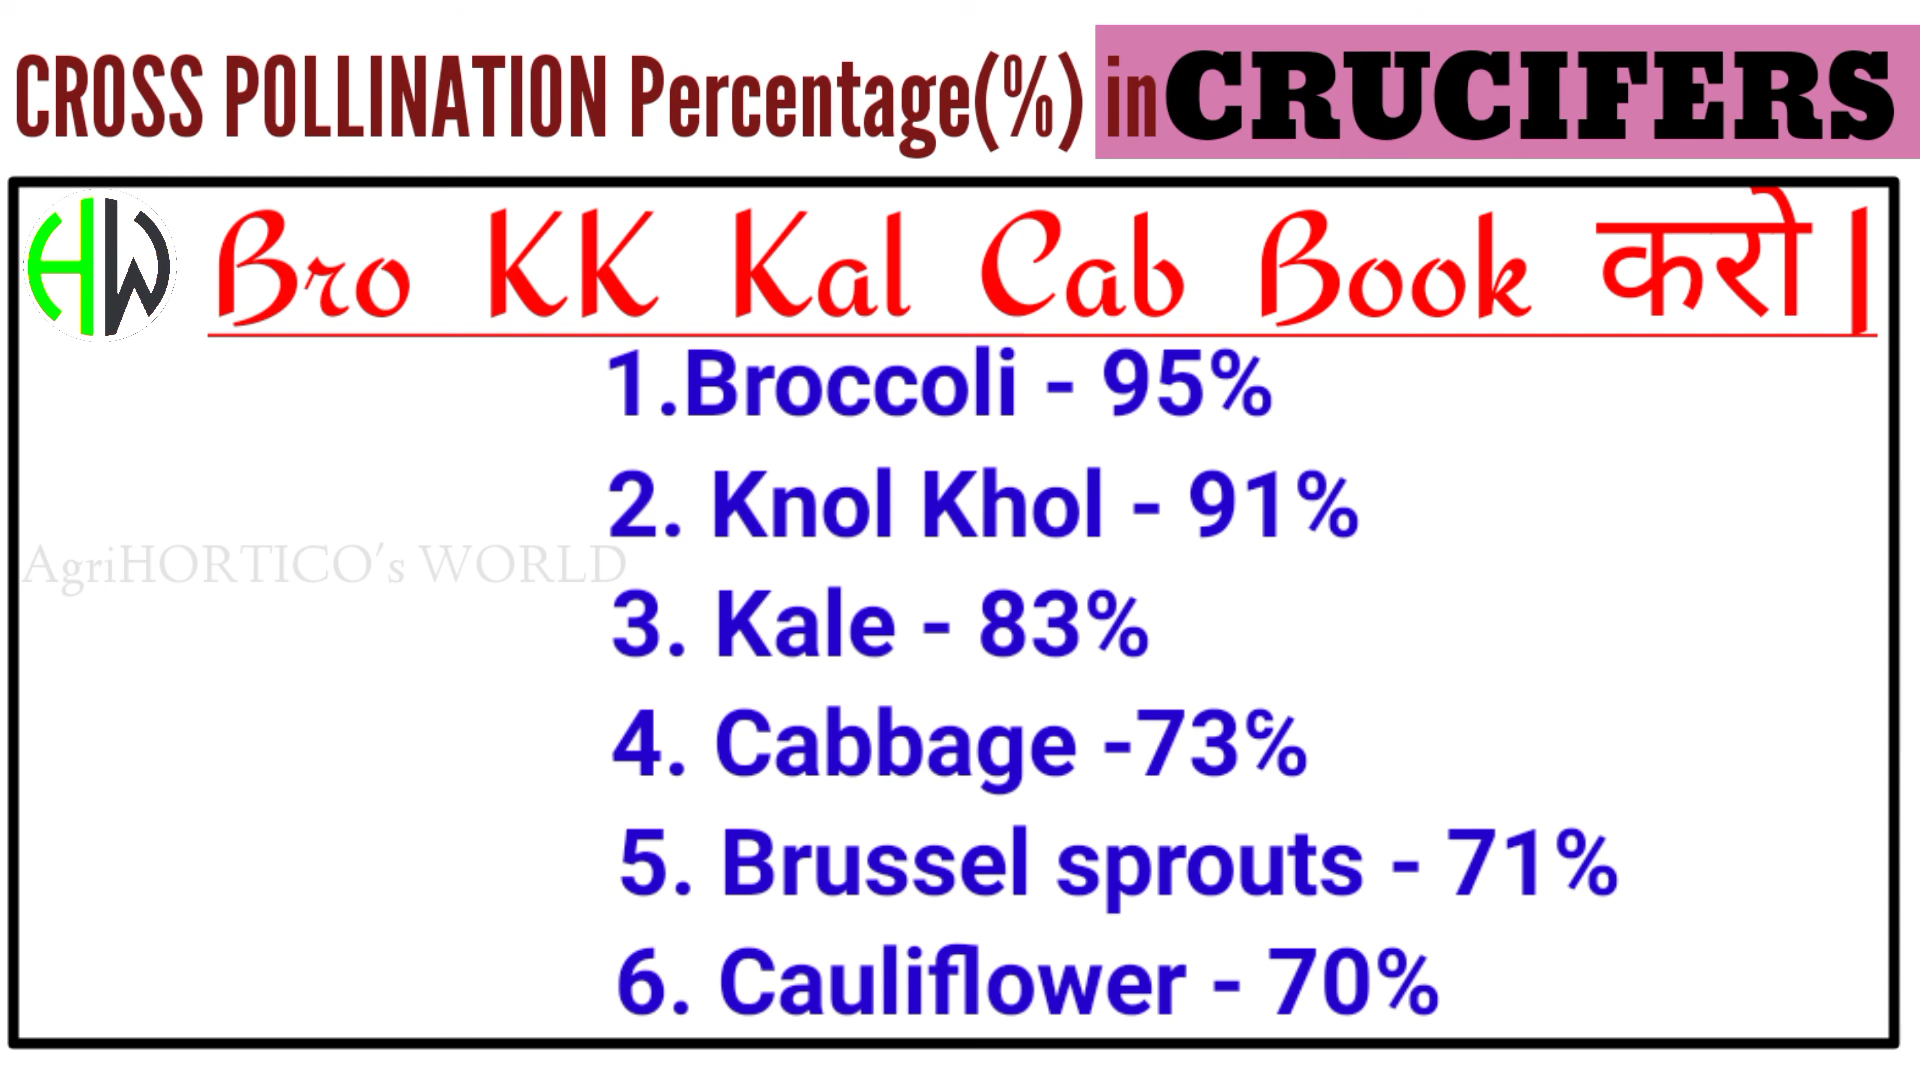 CROSS POLLINATION Percentage(%) in CRUCIFERS
HW
Bro KK Kal Cab Book करो |
1.Broccoli - 95%
2. Knol Khol - 91%
AgriHORTICO's WORLD
3. Kale - 83%
4. Cabbage -73%
5. Brussel sprouts - 71%
6. Cauliflower - 70%